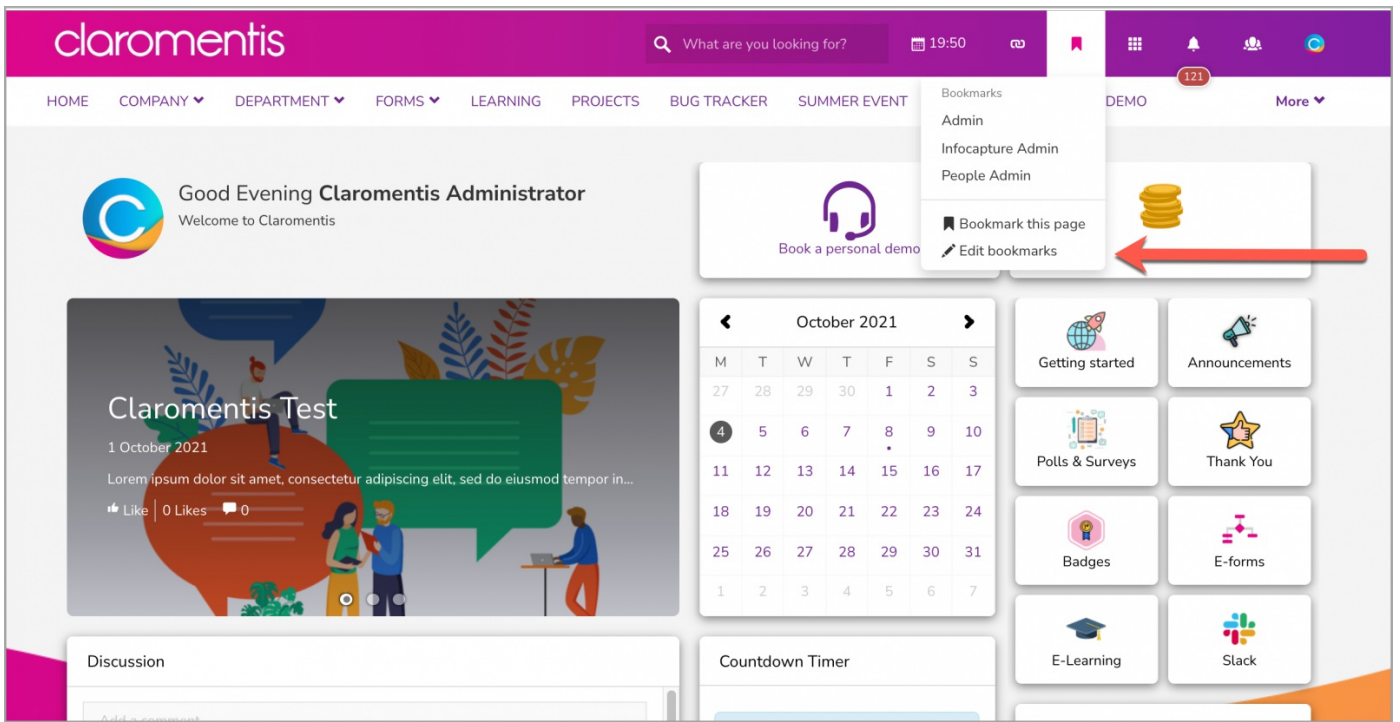 claromentis
What are you looking for?
19:50
121
HOME COMPANY DEPARTMENT FORMS LEARNING PROJECTS BUG TRACKER SUMMER EVENT DEMO More
Bookmarks
Admin
Infocapture Admin
People Admin
Bookmark this page
Edit bookmarks
Good Evening Claromentis Administrator
Welcome to Claromentis
Book a personal demo
Claromentis Test
1 October 2021
Lorem ipsum dolor sit amet, consectetur adipiscing elit, sed do eiusmod tempor in...
Like 0 Likes 0
October 2021
M T W T F S S
27 28 29 30 1 2 3
4 5 6 7 8 9 10
11 12 13 14 15 16 17
18 19 20 21 22 23 24
25 26 27 28 29 30 31
1 2 3 4 5 6 7
Getting started
Announcements
Polls & Surveys
Thank You
Badges
E-forms
E-Learning
Slack
Discussion
Add a comment
Countdown Timer